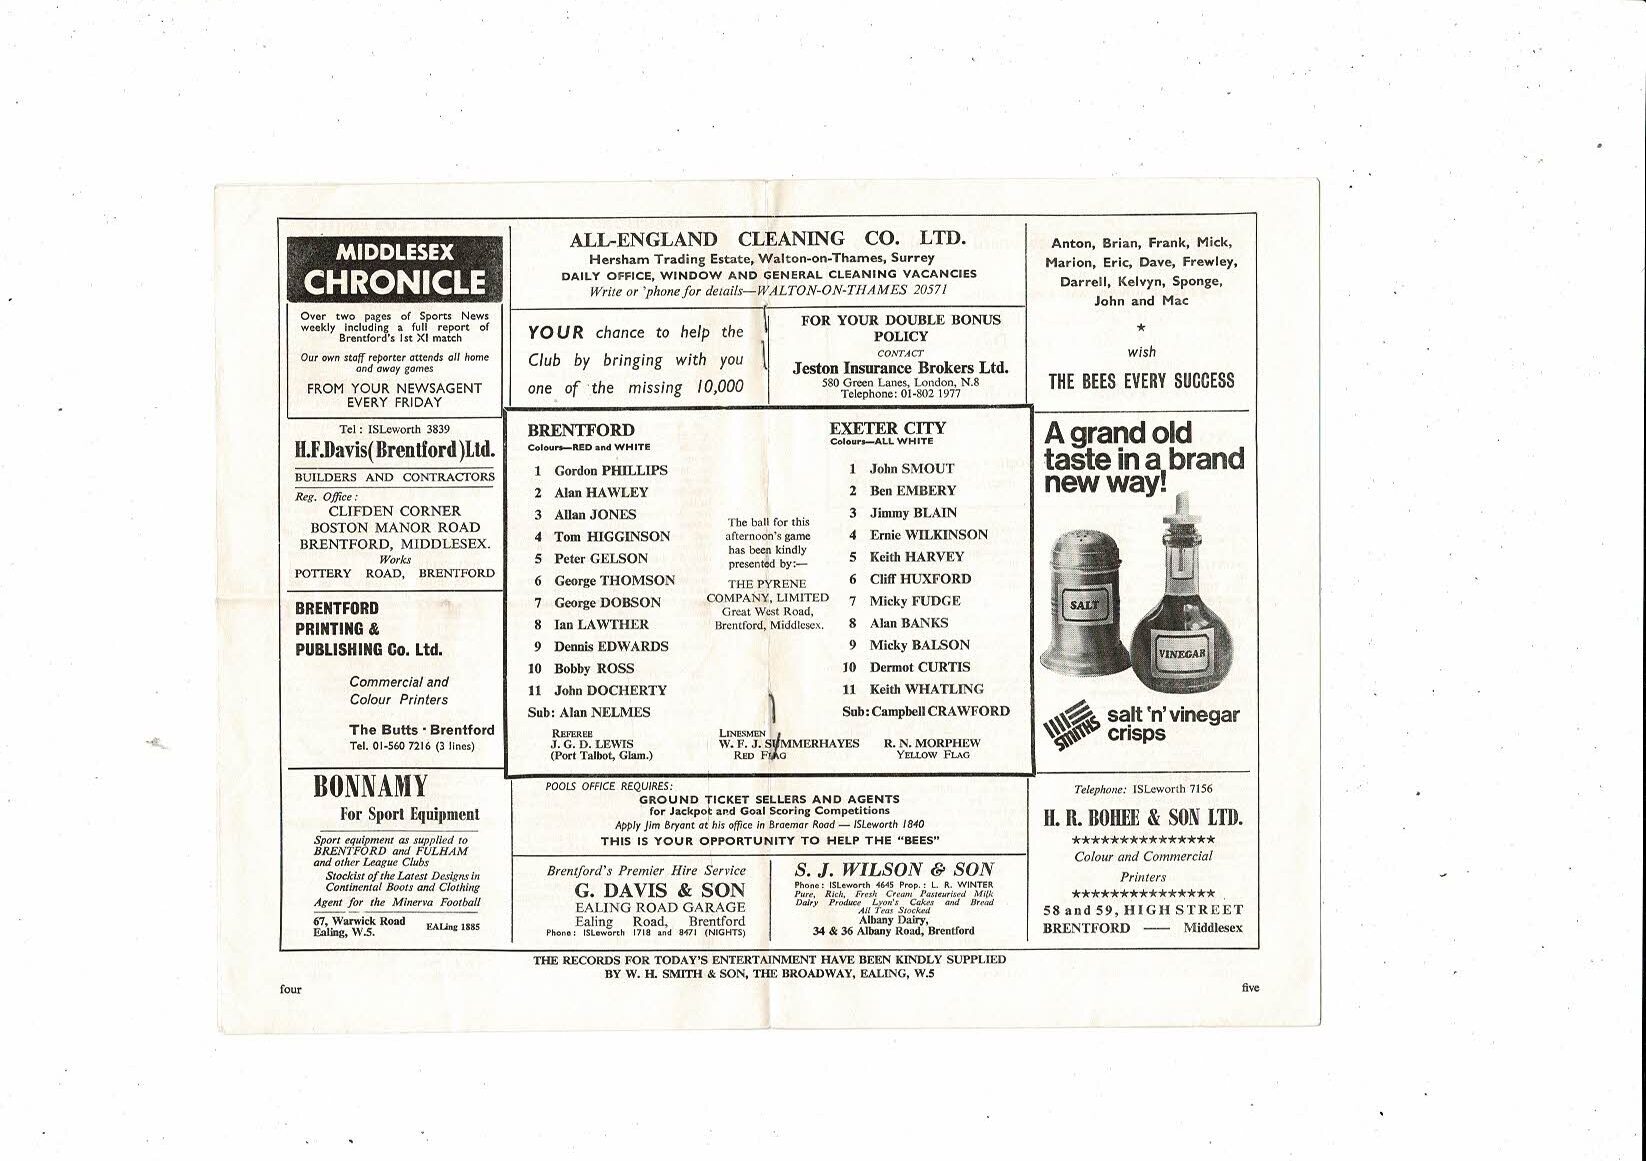 MIDDLESEX
CHRONICLE
Over two pages of Sports News
weekly including a full report of
Brentford's 1st XI match
Our own staff reporter attends all home
and away games
FROM YOUR NEWSAGENT
EVERY FRIDAY
Tel : ISLeworth 3839
H.F.Davis(Brentford)Ltd.
BUILDERS AND CONTRACTORS
Reg. Office :
CLIFDEN CORNER
BOSTON MANOR ROAD
BRENTFORD, MIDDLESEX.
Works
POTTERY ROAD, BRENTFORD
BRENTFORD
PRINTING &
PUBLISHING Co. Ltd.
Commercial and
Colour Printers
The Butts · Brentford
Tel. 01-560 7216 (3 lines)
BONNAMY
For Sport Equipment
Sport equipment as supplied to
BRENTFORD and FULHAM
and other League Clubs
Stockist of the Latest Designs in
Continental Boots and Clothing
Agent for the Minerva Football
67, Warwick Road
Ealing, W.5.
EALing 1885
ALL-ENGLAND CLEANING CO. LTD.
Hersham Trading Estate, Walton-on-Thames, Surrey
DAILY OFFICE, WINDOW AND GENERAL CLEANING VACANCIES
Write or 'phone for details—WALTON-ON-THAMES 20571
YOUR chance to help the
Club by bringing with you
one of the missing 10,000
FOR YOUR DOUBLE BONUS
POLICY
CONTACT
Jeston Insurance Brokers Ltd.
580 Green Lanes, London, N.8
Telephone: 01-802 1977
BRENTFORD
Colours—RED and WHITE
1 Gordon PHILLIPS
2 Alan HAWLEY
3 Allan JONES
4 Tom HIGGINSON
5 Peter GELSON
6 George THOMSON
7 George DOBSON
8 Ian LAWTHER
9 Dennis EDWARDS
10 Bobby ROSS
11 John DOCHERTY
Sub: Alan NELMES
The ball for this
afternoon's game
has been kindly
presented by:—
THE PYRENE
COMPANY, LIMITED
Great West Road,
Brentford, Middlesex.
EXETER CITY
Colours—ALL WHITE
1 John SMOUT
2 Ben EMBERY
3 Jimmy BLAIN
4 Ernie WILKINSON
5 Keith HARVEY
6 Cliff HUXFORD
7 Micky FUDGE
8 Alan BANKS
9 Micky BALSON
10 Dermot CURTIS
11 Keith WHATLING
Sub: Campbell CRAWFORD
REFEREE
J. G. D. LEWIS
(Port Talbot, Glam.)
LINESMEN
W. F. J. SUMMERHAYES
RED FLAG
R. N. MORPHEW
YELLOW FLAG
POOLS OFFICE REQUIRES:
GROUND TICKET SELLERS AND AGENTS
for Jackpot and Goal Scoring Competitions
Apply Jim Bryant at his office in Braemar Road — ISLeworth 1840
THIS IS YOUR OPPORTUNITY TO HELP THE "BEES"
Brentford's Premier Hire Service
G. DAVIS & SON
EALING ROAD GARAGE
Ealing Road, Brentford
Phone : ISLeworth 1718 and 8471 (NIGHTS)
S. J. WILSON & SON
Phone : ISLeworth 4645 Prop. : L. R. WINTER
Pure, Rich, Fresh Cream Pasteurised Milk
Dairy Produce Lyon's Cakes and Bread
All Teas Stocked
Albany Dairy,
34 & 36 Albany Road, Brentford
Anton, Brian, Frank, Mick,
Marion, Eric, Dave, Frewley,
Darrell, Kelvyn, Sponge,
John and Mac
★
wish
THE BEES EVERY SUCCESS
A grand old
taste in a brand
new way!
SALT
VINEGAR
SMITHS
salt 'n' vinegar
crisps
Telephone: ISLeworth 7156
H. R. BOHEE & SON LTD.
★★★★★★★★★★★★★★★
Colour and Commercial
Printers
★★★★★★★★★★★★★★★
58 and 59, HIGH STREET
BRENTFORD — Middlesex
THE RECORDS FOR TODAY'S ENTERTAINMENT HAVE BEEN KINDLY SUPPLIED
BY W. H. SMITH & SON, THE BROADWAY, EALING, W.5
four
five